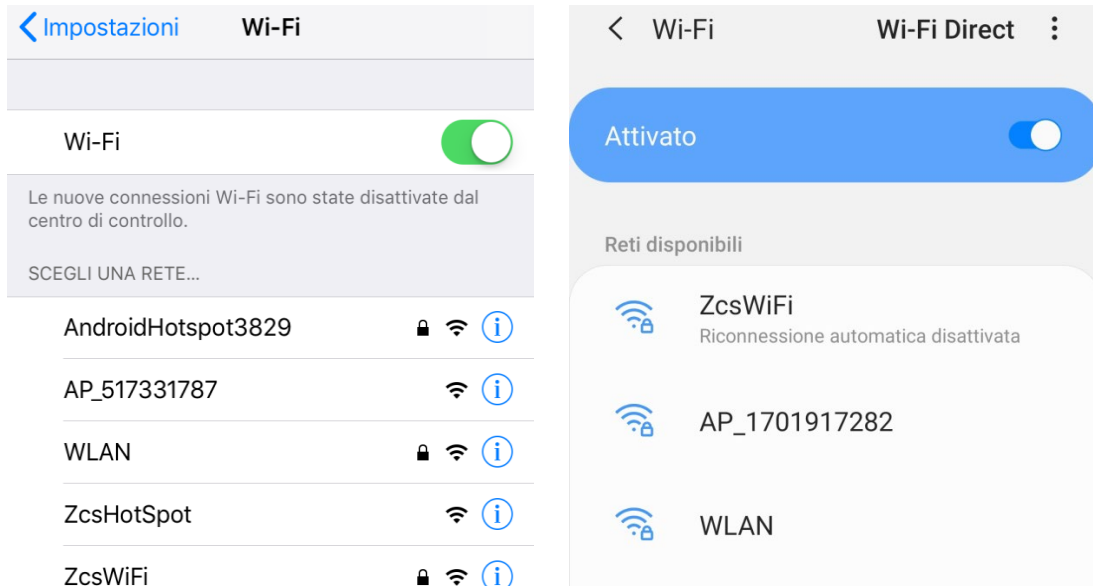 Impostazioni Wi-Fi
Wi-Fi
Le nuove connessioni Wi-Fi sono state disattivate dal
centro di controllo.
SCEGLI UNA RETE...
AndroidHotspot3829
AP_517331787
WLAN
ZcsHotSpot
ZcsWiFi
Wi-Fi Wi-Fi Direct
Attivato
Reti disponibili
ZcsWiFi
Riconnessione automatica disattivata
AP_1701917282
WLAN